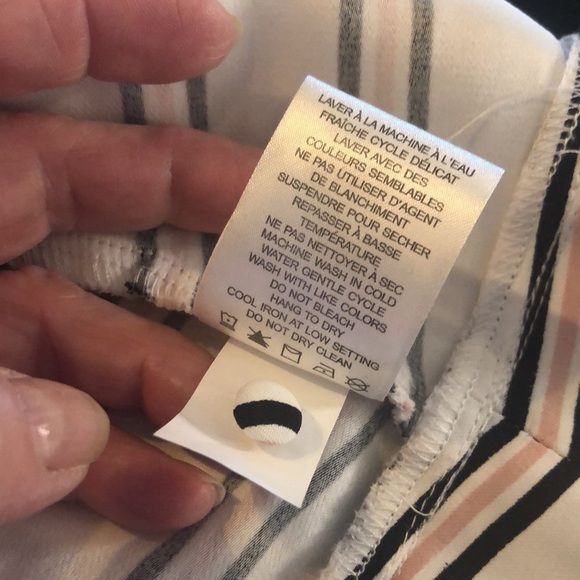 LAVER À LA MACHINE À L'EAU
FRAÎCHE CYCLE DÉLICAT
LAVER AVEC DES
COULEURS SEMBLABLES
NE PAS UTILISER D'AGENT
DE BLANCHIMENT
SUSPENDRE POUR SECHER
REPASSER À BASSE
TEMPÉRATURE
NE PAS NETTOYER À SEC
MACHINE WASH IN COLD
WATER GENTLE CYCLE
WASH WITH LIKE COLORS
DO NOT BLEACH
HANG TO DRY
COOL IRON AT LOW SETTING
DO NOT DRY CLEAN